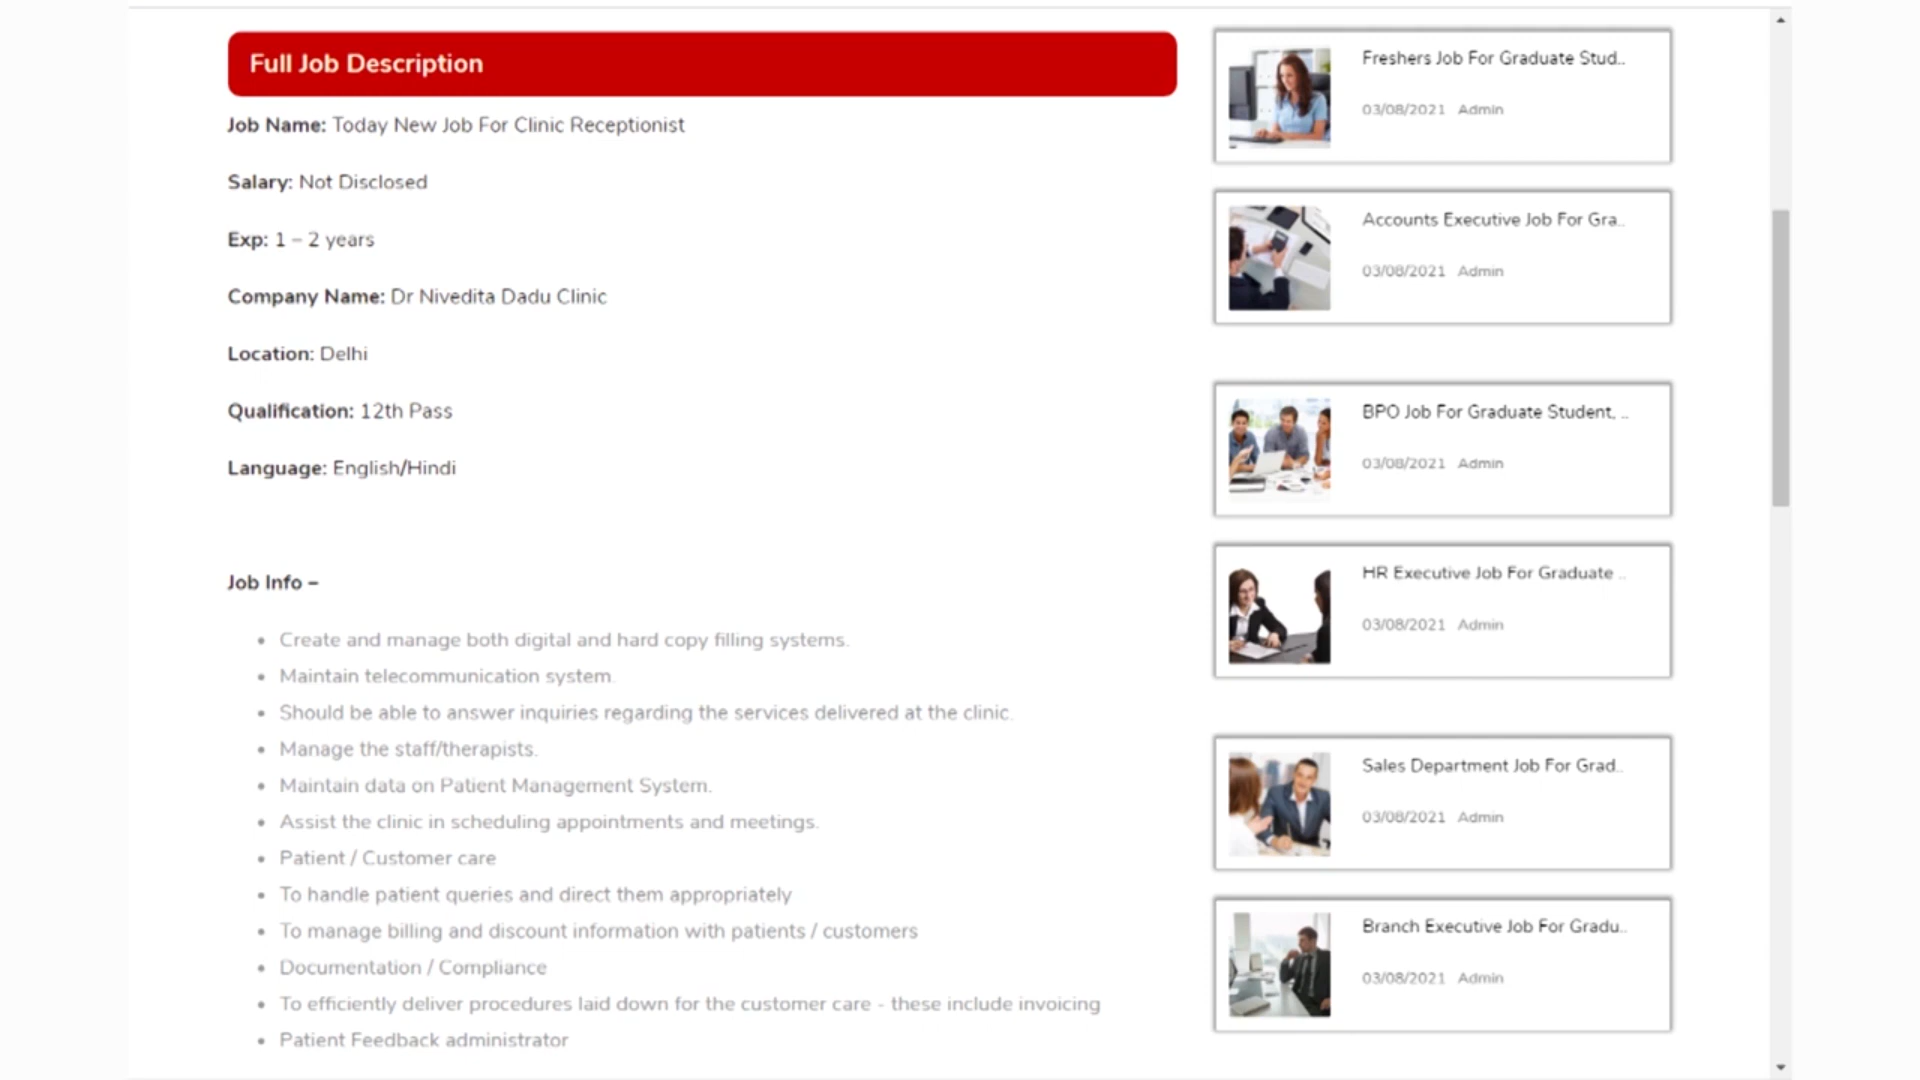 Full Job Description
Job Name: Today New Job For Clinic Receptionist
Salary: Not Disclosed
Exp: 1 – 2 years
Company Name: Dr Nivedita Dadu Clinic
Location: Delhi
Qualification: 12th Pass
Language: English/Hindi
Job Info –
• Create and manage both digital and hard copy filling systems.
• Maintain telecommunication system.
• Should be able to answer inquiries regarding the services delivered at the clinic.
• Manage the staff/therapists.
• Maintain data on Patient Management System.
• Assist the clinic in scheduling appointments and meetings.
• Patient / Customer care
• To handle patient queries and direct them appropriately
• To manage billing and discount information with patients / customers
• Documentation / Compliance
• To efficiently deliver procedures laid down for the customer care - these include invoicing
• Patient Feedback administrator
Freshers Job For Graduate Stud..
03/08/2021 Admin
Accounts Executive Job For Gra..
03/08/2021 Admin
BPO Job For Graduate Student, ..
03/08/2021 Admin
HR Executive Job For Graduate ..
03/08/2021 Admin
Sales Department Job For Grad..
03/08/2021 Admin
Branch Executive Job For Gradu..
03/08/2021 Admin